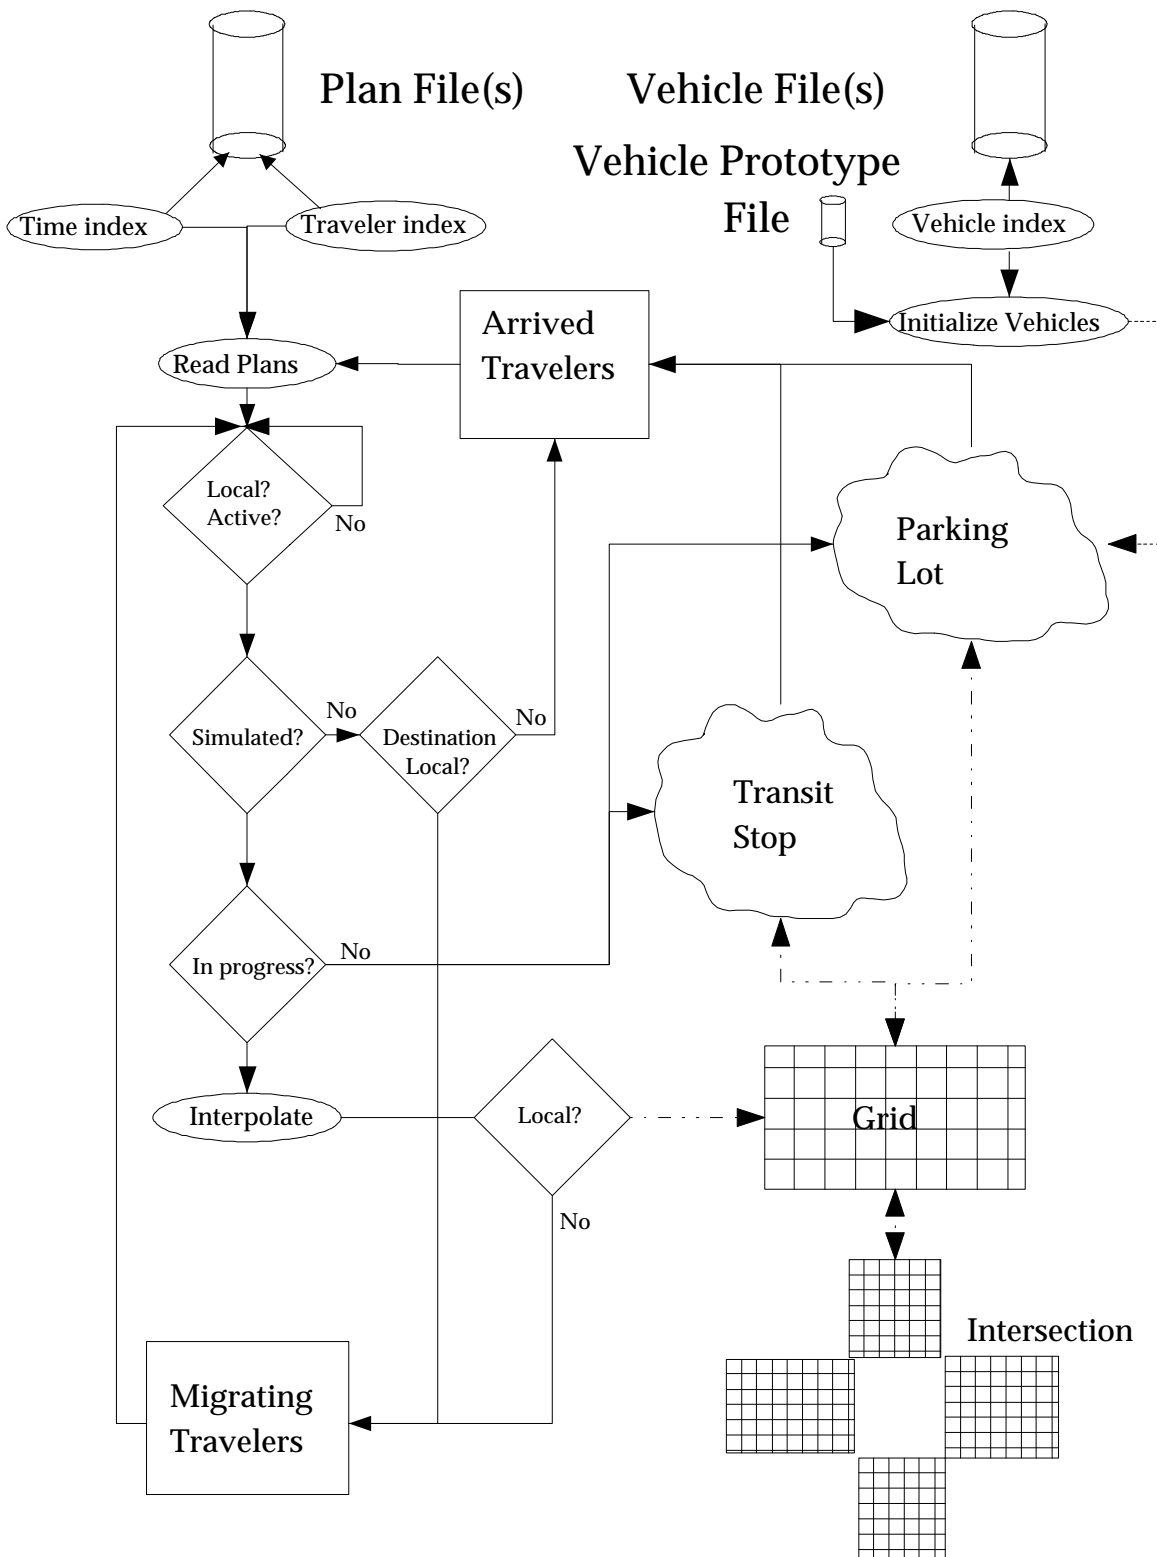 Plan File(s)
Vehicle File(s)
Vehicle Prototype
File
Time index
Traveler index
Vehicle index
Initialize Vehicles
Arrived
Travelers
Read Plans
Local?
Active?
No
Parking
Lot
Simulated?
No
Destination
Local?
No
Transit
Stop
In progress?
No
Interpolate
Local?
Grid
No
Intersection
Migrating
Travelers